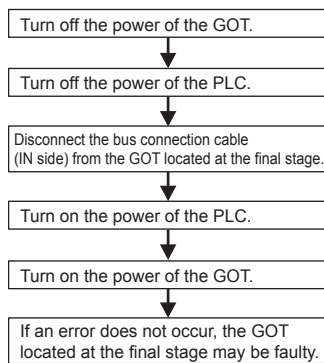 Turn off the power of the GOT.
Turn off the power of the PLC.
Disconnect the bus connection cable
(IN side) from the GOT located at the final stage.
Turn on the power of the PLC.
Turn on the power of the GOT.
If an error does not occur, the GOT
located at the final stage may be faulty.